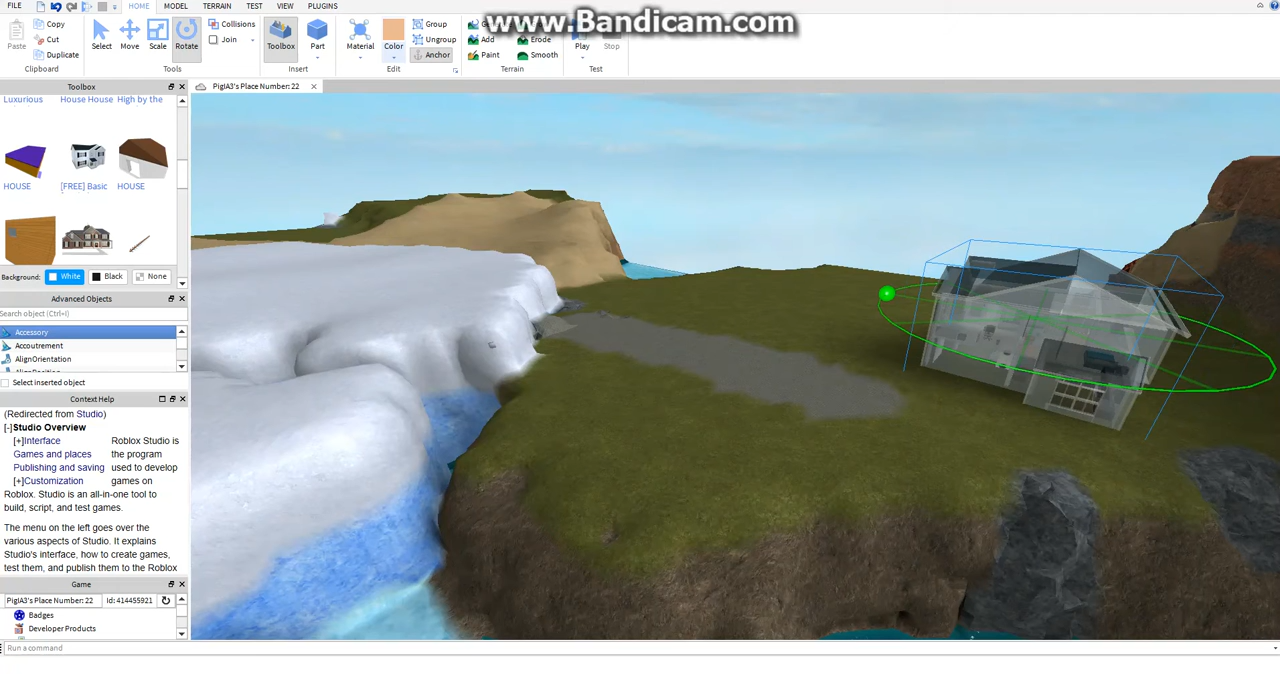 FILE HOME MODEL TERRAIN TEST VIEW PLUGINS
www.Bandicam.com
Paste Copy Cut Duplicate Select Move Scale Rotate Collisions Join Toolbox Part Material Color Group Ungroup Anchor Add Paint Erode Smooth Play Stop
Clipboard Tools Insert Edit Terrain Test
Toolbox
PigIA3's Place Number: 22
Luxurious House House High by the
HOUSE [FREE] Basic HOUSE
Background: White Black None
Advanced Objects
Search object (Ctrl+i)
Accessory
Accoutrement
AlignOrientation
Select inserted object
Context Help
(Redirected from Studio)
[-]Studio Overview
[+]Interface
Games and places
Publishing and saving
[+]Customization
Roblox Studio is
the program
used to develop
games on
Roblox. Studio is an all-in-one tool to
build, script, and test games.
The menu on the left goes over the
various aspects of Studio. It explains
Studio's interface, how to create games,
test them, and publish them to the Roblox
Game
PigIA3's Place Number: 22 Id: 414455921
Badges
Developer Products
Run a command